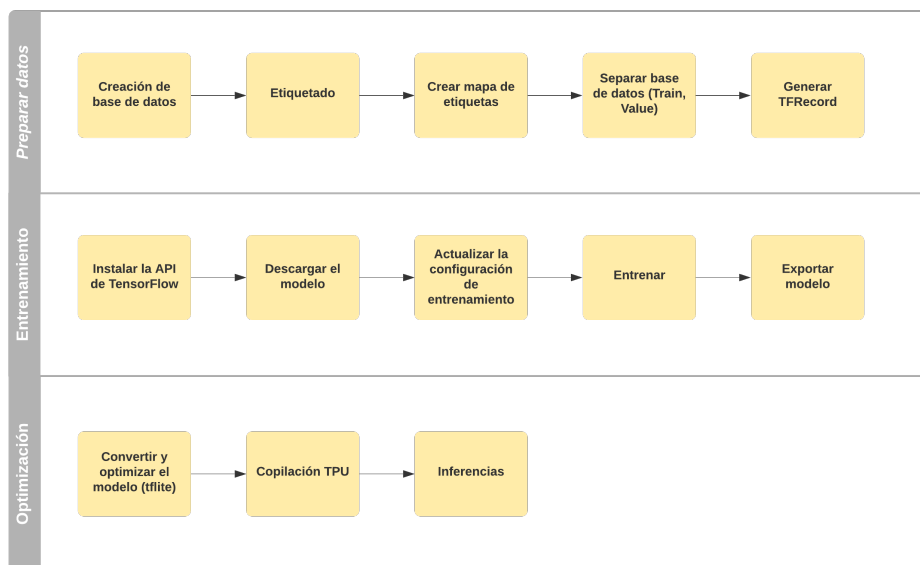 Preparar datos
Creación de
base de datos
Etiquetado
Crear mapa de
etiquetas
Separar base
de datos (Train,
Value)
Generar
TFRecord
Entrenamiento
Instalar la API
de TensorFlow
Descargar el
modelo
Actualizar la
configuración
de
entrenamiento
Entrenar
Exportar
modelo
Optimización
Convertir y
optimizar el
modelo (tflite)
Copilación TPU
Inferencias